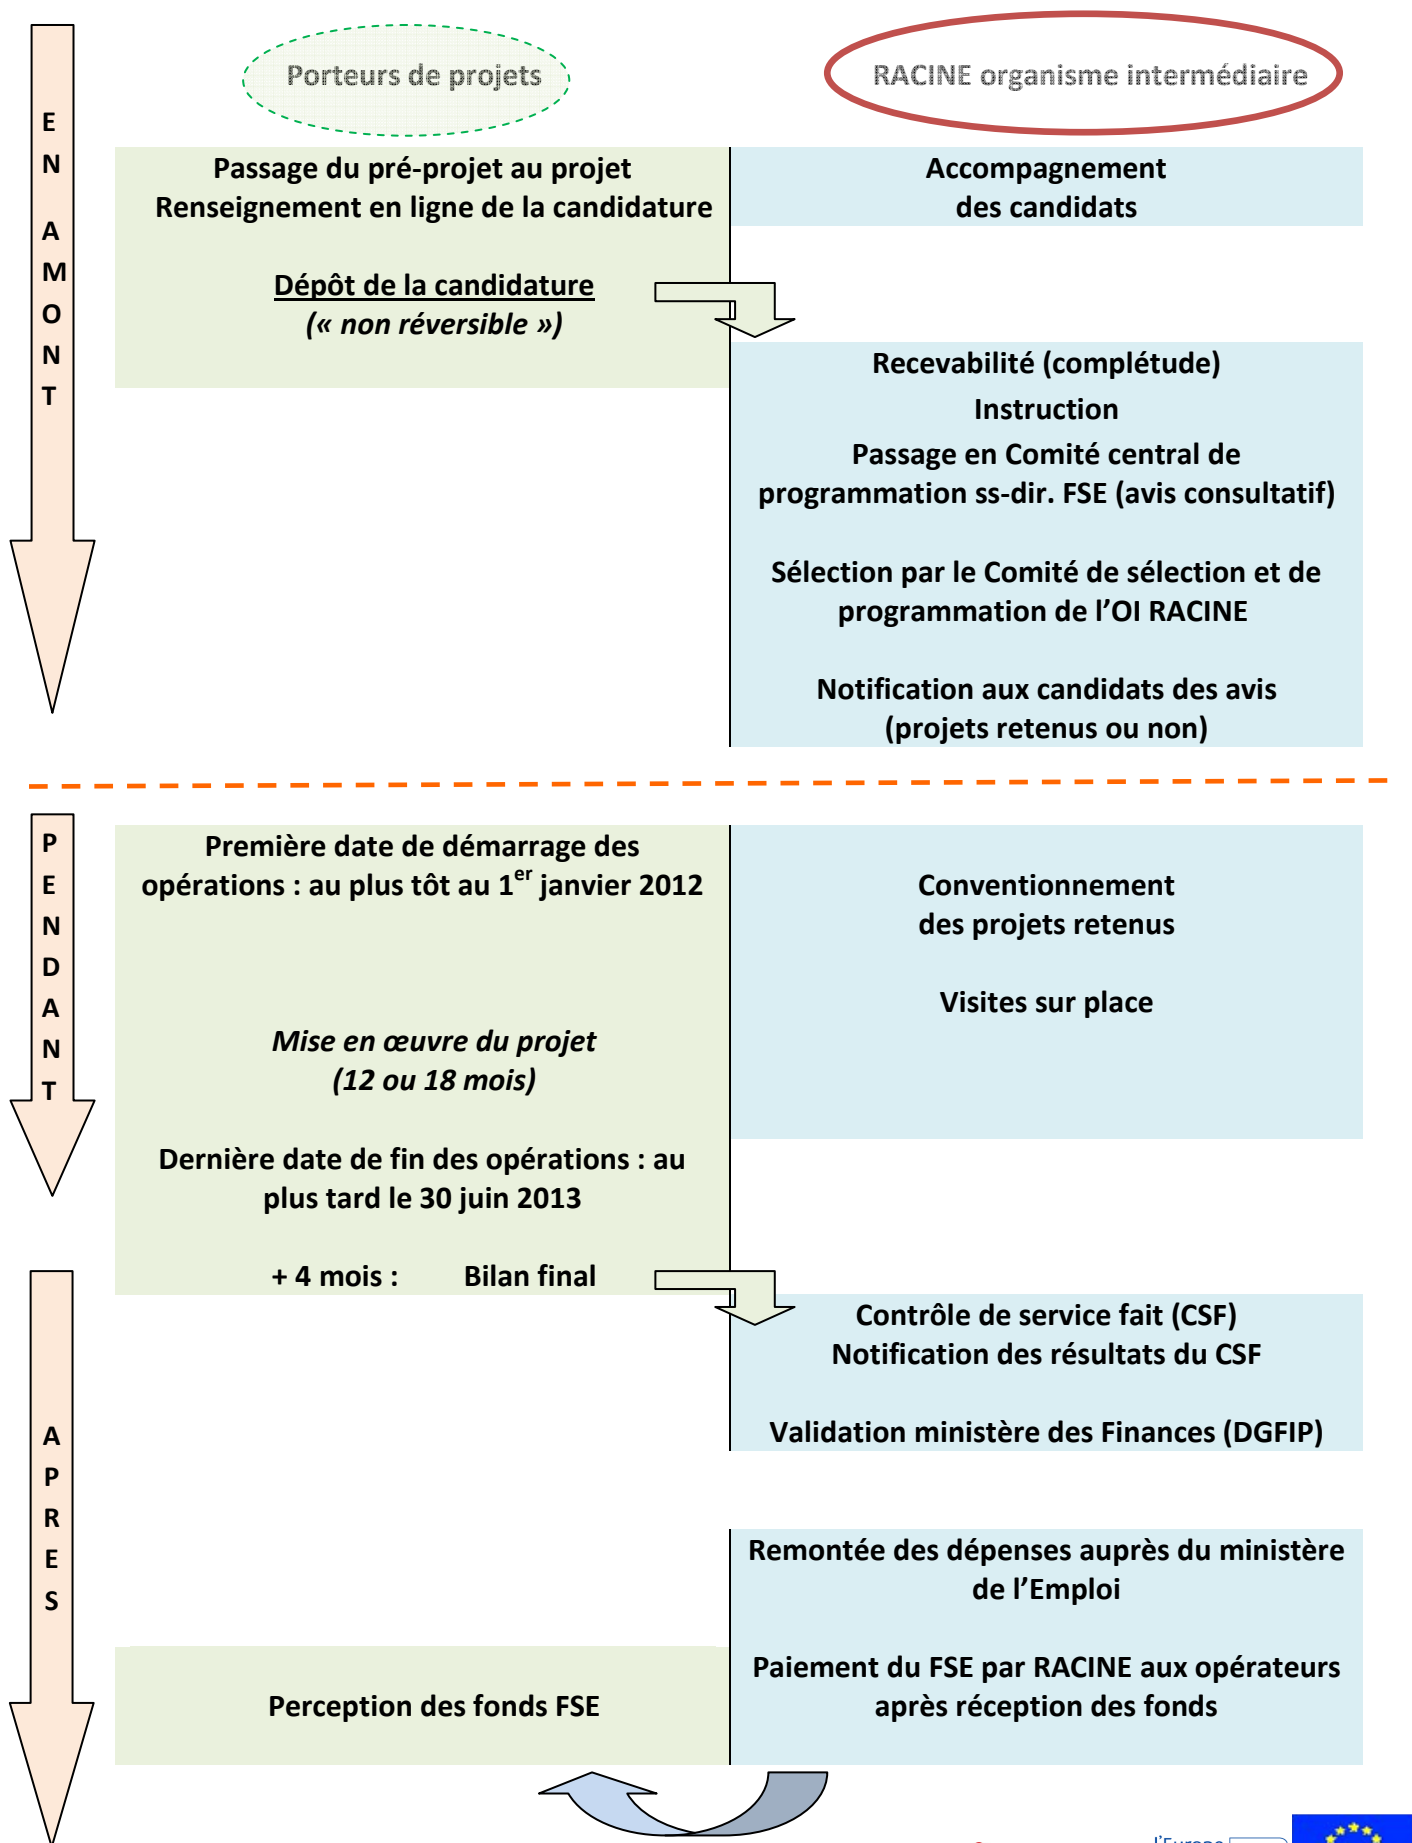 Porteurs de projets
RACINE organisme intermédiaire
EN AMONT
Passage du pré-projet au projet
Renseignement en ligne de la candidature
Dépôt de la candidature
(« non réversible »)
Accompagnement
des candidats
Recevabilité (complétude)
Instruction
Passage en Comité central de
programmation ss-dir. FSE (avis consultatif)
Sélection par le Comité de sélection et de
programmation de l’OI RACINE
Notification aux candidats des avis
(projets retenus ou non)
PENDANT
Première date de démarrage des
opérations : au plus tôt au 1er janvier 2012
Mise en œuvre du projet
(12 ou 18 mois)
Dernière date de fin des opérations : au
plus tard le 30 juin 2013
+ 4 mois : Bilan final
Conventionnement
des projets retenus
Visites sur place
APRES
Contrôle de service fait (CSF)
Notification des résultats du CSF
Validation ministère des Finances (DGFIP)
Remontée des dépenses auprès du ministère
de l’Emploi
Paiement du FSE par RACINE aux opérateurs
après réception des fonds
Perception des fonds FSE
l'Europe